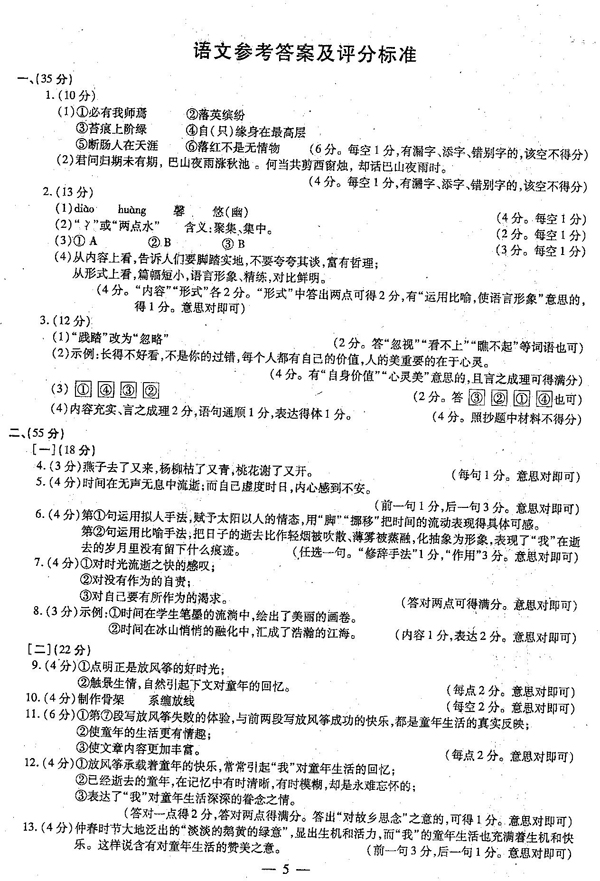 语文参考答案及评分标准
一、(35 分)
1.(10 分)
(1)①必有我师焉 ②落英缤纷
③苔痕上阶绿 ④自(只)缘身在最高层
⑤断肠人在天涯 ⑥落红不是无情物 (6 分。每空 1 分,有漏字、添字、错别字的,该空不得分)
(2)君问归期未有期, 巴山夜雨涨秋池 。何当共剪西窗烛, 却话巴山夜雨时。
(4 分。每空 1 分,有漏字、添字、错别字的,该空不得分)
2.(13 分)
(1)diào huàng 馨 悠(幽) (4 分。每空 1 分)
(2)“冫”或“两点水” 含义:聚集、集中。 (2 分。每空 1 分)
(3)① A ② B ③ B (3 分。每空 1 分)
(4)从内容上看,告诉人们要脚踏实地,不要夸夸其谈,富有哲理;
从形式上看,篇幅短小,语言形象、精练,对比鲜明。
(4 分。“内容”“形式”各 2 分。“形式”中答出两点可得 2 分,有“运用比喻,使语言形象”意思的,
得 1 分。意思对即可)
3.(12 分)
(1)“践踏”改为“忽略” (2 分。答“忽视”“看不上”“瞧不起”等词语也可)
(2)示例:长得不好看,不是你的过错,每个人都有自己的价值,人的美重要的在于心灵。
(4 分。有“自身价值”“心灵美”意思的,且言之成理可得满分)
(3) ① ④ ③ ② (2 分。答 ③ ② ① ④ 也可)
(4)内容充实、言之成理 2 分,语句通顺 1 分,表达得体 1 分。 (4 分。照抄题中材料不得分)
二、(55 分)
[一](18 分)
4.(3 分)燕子去了又来,杨柳枯了又青,桃花谢了又开。 (每句 1 分。意思对即可)
5.(4 分)时间在无声无息中流逝;而自己虚度时日,内心感到不安。
(前一句 1 分,后一句 3 分。意思对即可)
6.(4 分)第①句运用拟人手法,赋予太阳以人的情态,用“脚”“挪移”把时间的流动表现得具体可感。
第②句运用比喻手法;把日子的逝去比作轻烟被吹散、薄雾被蒸融,化抽象为形象,表现了“我”在逝
去的岁月里没有留下什么痕迹。 (任选一句。“修辞手法”1 分,“作用”3 分。意思对即可)
7.(4 分)①对时光流逝之快的感叹;
②对没有作为的自责;
③对自己要有所作为的渴求。 (答对两点可得满分。意思对即可)
8.(3 分)示例:①时间在学生笔墨的流淌中,绘出了美丽的画卷。
②时间在冰山悄悄的融化中,汇成了浩瀚的江海。 (内容 1 分,表达 2 分。意思对即可)
[二](22 分)
9.(4 分)①点明正是放风筝的好时光;
②触景生情,自然引起下文对童年的回忆。 (每点 2 分。意思对即可)
10.(4 分)制作骨架 系缠放线 (每空 2 分。意思对即可)
11.(6 分)①第⑦段写放风筝失败的体验,与前两段写放风筝成功的快乐,都是童年生活的真实反映;
②使童年的生活更有情趣;
③使文章内容更加丰富。 (每点 2 分。意思对即可)
12.(4 分)①放风筝承载着童年的快乐,常常引起“我”对童年生活的回忆;
②已经逝去的童年,在记忆中有时清晰,有时模糊,却是永难忘怀的;
③表达了“我”对童年生活深深的眷念之情。
(答对一点得 2 分,答对两点得满分。答出“对故乡思念”之意的,可得 1 分。意思对即可)
13.(4 分)仲春时节大地泛出的“淡淡的鹅黄的绿意”,显出生机和活力,而“我”的童年生活也充满着生机和快
乐。这样说含有对童年生活的赞美之意。 (前一句 3 分,后一句 1 分。意思对即可)
— 5 —